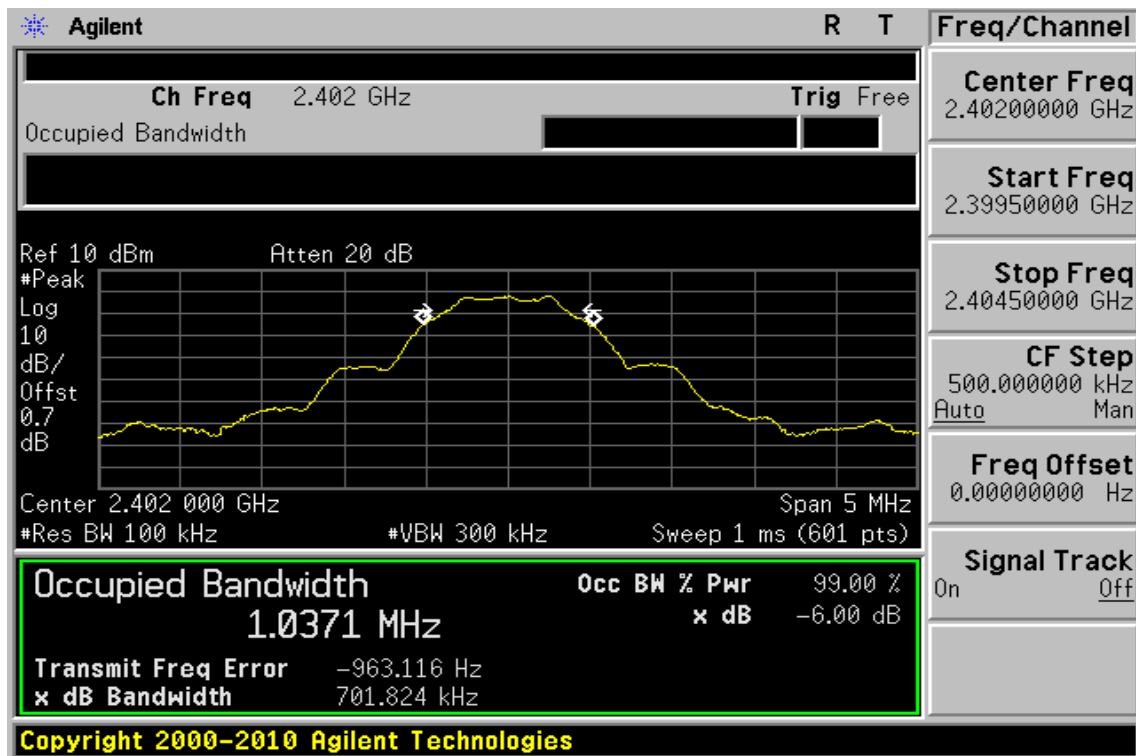 Agilent R T
Ch Freq 2.402 GHz Trig Free
Occupied Bandwidth
Ref 10 dBm Atten 20 dB
#Peak
Log
10
dB/
Offst
0.7
dB
Center 2.402 000 GHz Span 5 MHz
#Res BW 100 kHz #VBW 300 kHz Sweep 1 ms (601 pts)
Occupied Bandwidth Occ BW % Pwr 99.00 %
1.0371 MHz x dB -6.00 dB
Transmit Freq Error -963.116 Hz
x dB Bandwidth 701.824 kHz
Copyright 2000-2010 Agilent Technologies
Freq/Channel
Center Freq
2.40200000 GHz
Start Freq
2.39950000 GHz
Stop Freq
2.40450000 GHz
CF Step
500.000000 kHz
Auto Man
Freq Offset
0.00000000 Hz
Signal Track
On Off